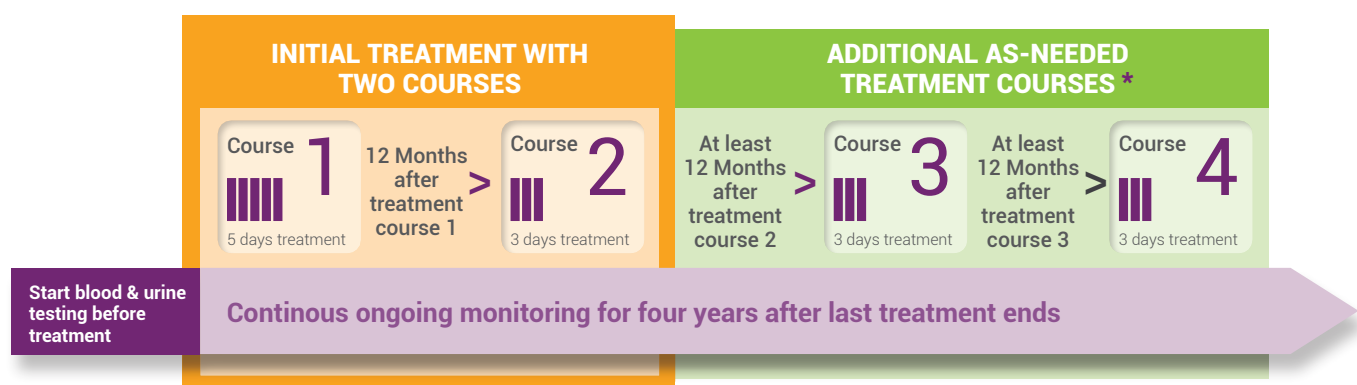 INITIAL TREATMENT WITH
TWO COURSES
ADDITIONAL AS-NEEDED
TREATMENT COURSES *
Course 1
5 days treatment
12 Months
after
treatment
course 1
>
Course 2
3 days treatment
At least
12 Months
after
treatment
course 2
>
Course 3
3 days treatment
At least
12 Months
after
treatment
course 3
>
Course 4
3 days treatment
Start blood & urine
testing before
treatment
Continous ongoing monitoring for four years after last treatment ends